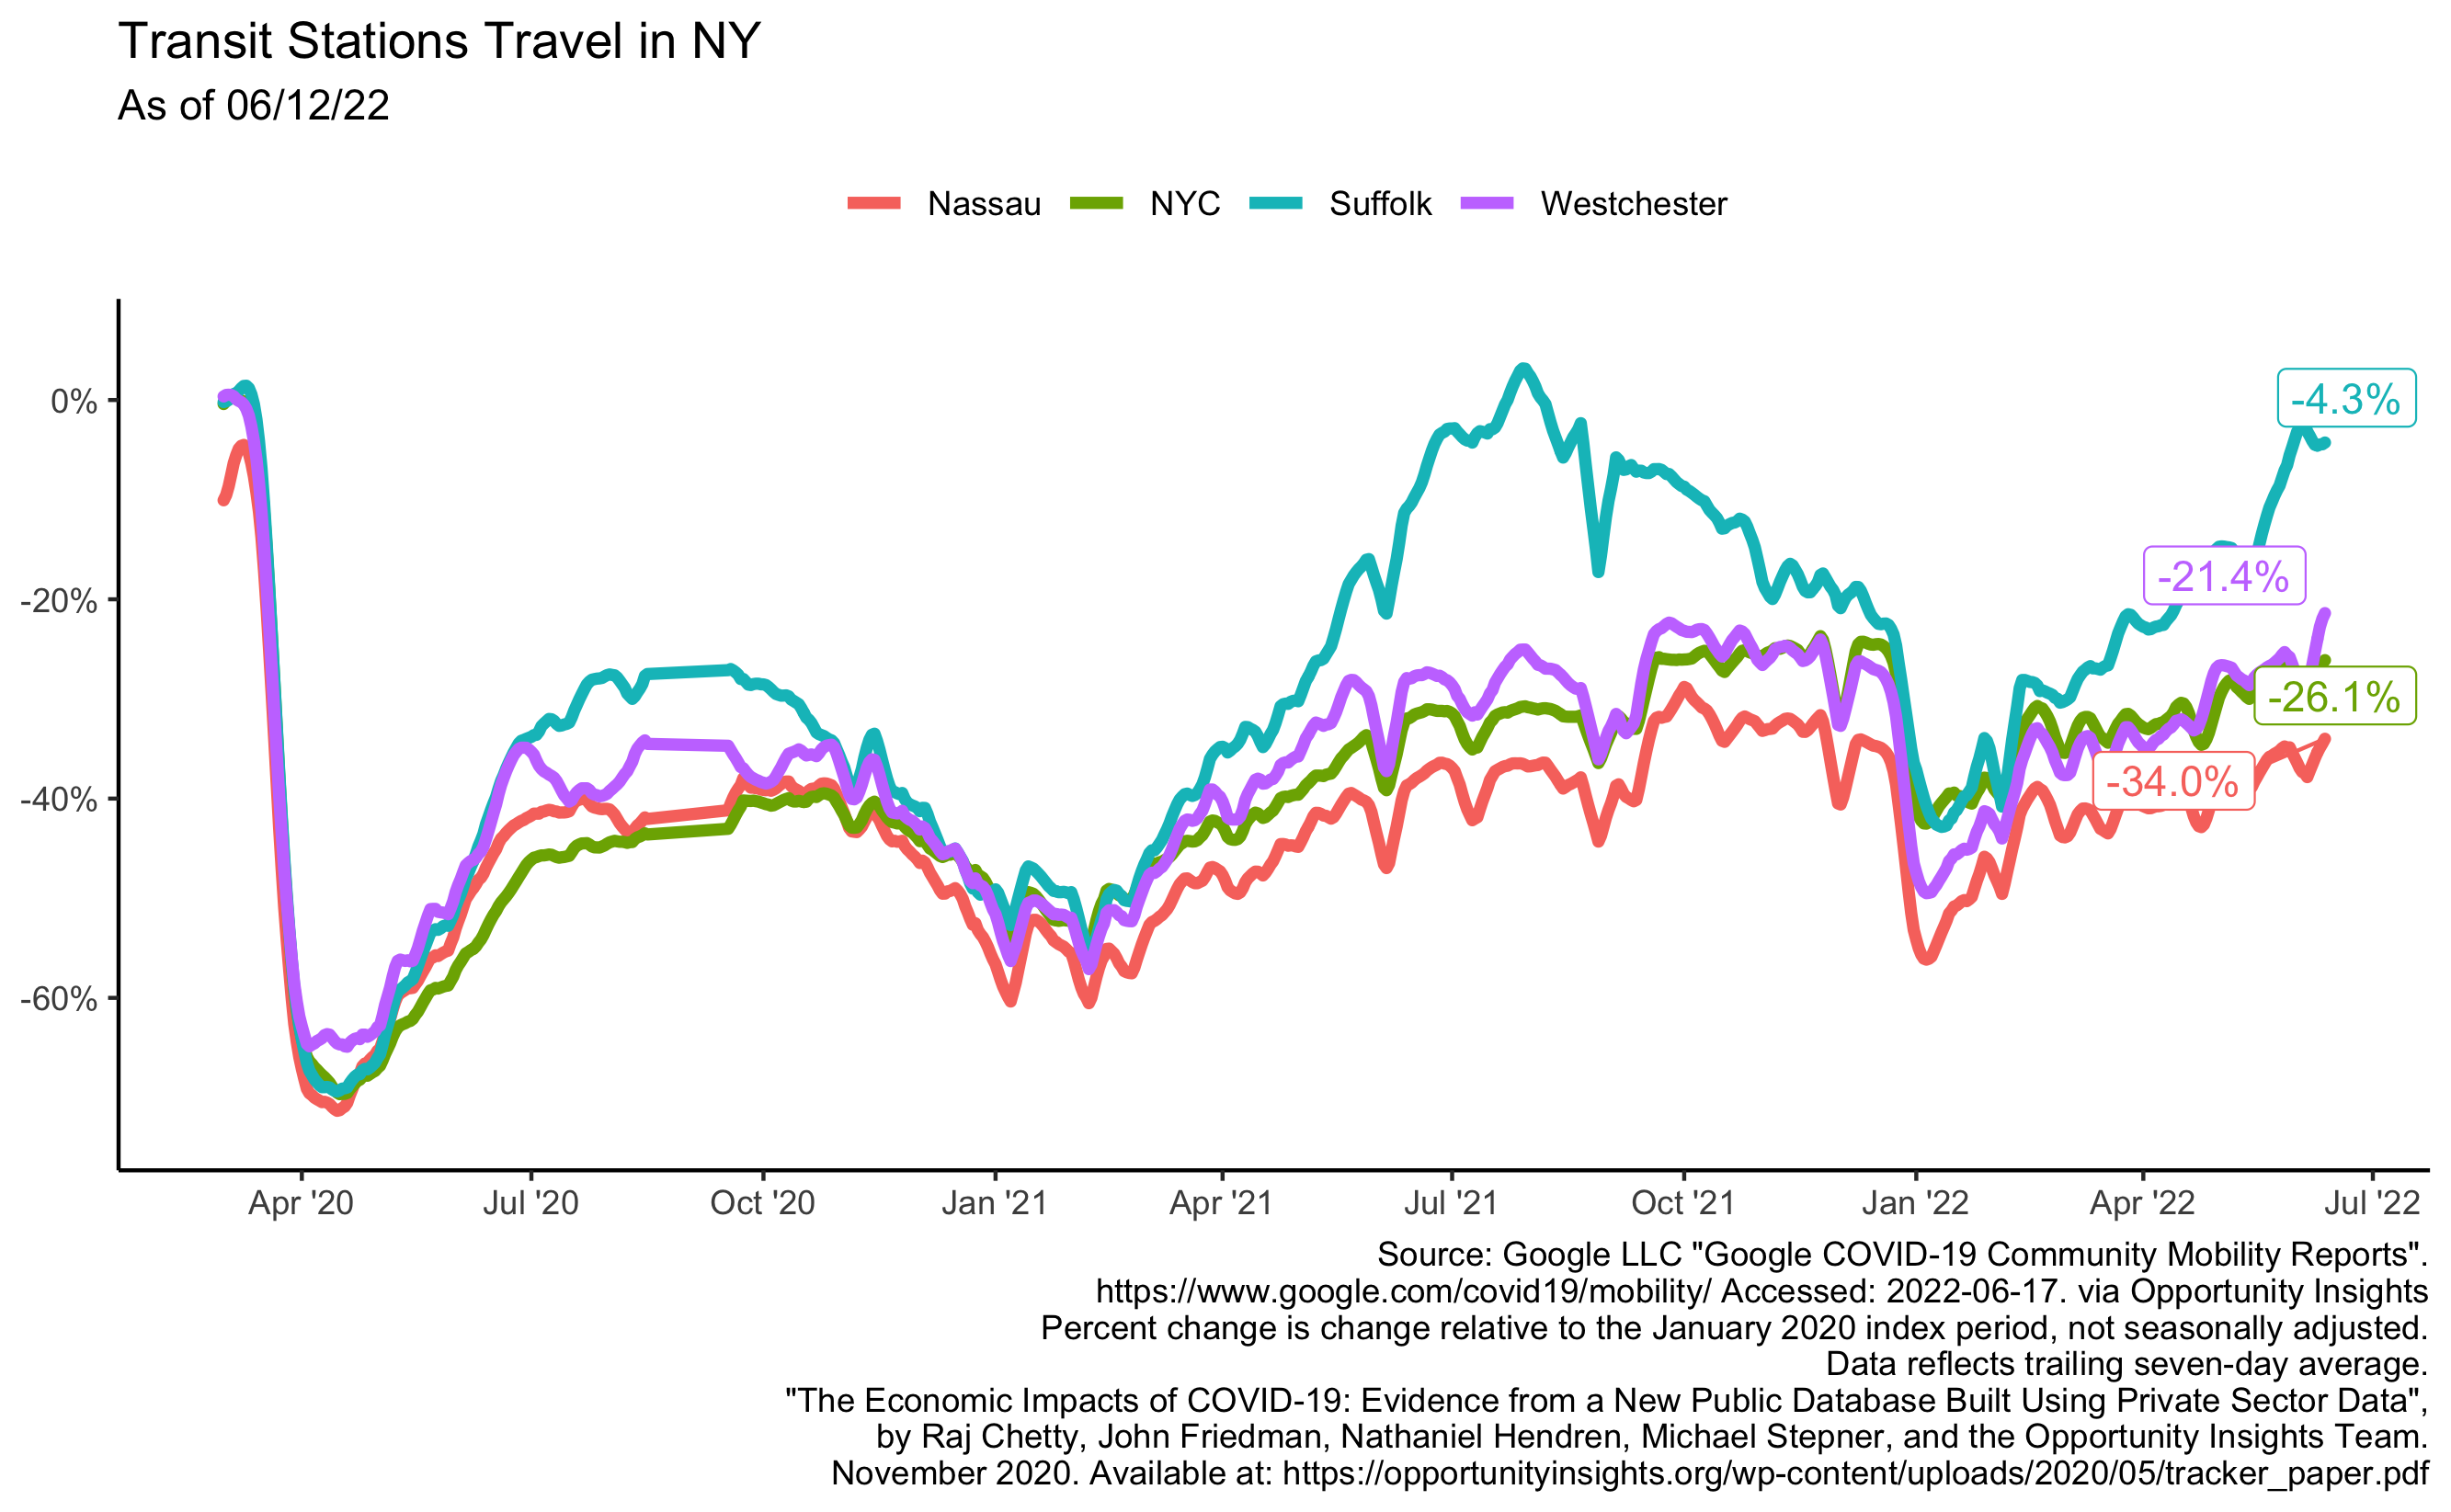 Transit Stations Travel in NY
As of 06/12/22
Nassau NYC Suffolk Westchester
0%
-20%
-40%
-60%
-4.3%
-21.4%
-26.1%
-34.0%
Apr '20 Jul '20 Oct '20 Jan '21 Apr '21 Jul '21 Oct '21 Jan '22 Apr '22 Jul '22
Source: Google LLC "Google COVID-19 Community Mobility Reports".
https://www.google.com/covid19/mobility/ Accessed: 2022-06-17. via Opportunity Insights
Percent change is change relative to the January 2020 index period, not seasonally adjusted.
Data reflects trailing seven-day average.
"The Economic Impacts of COVID-19: Evidence from a New Public Database Built Using Private Sector Data",
by Raj Chetty, John Friedman, Nathaniel Hendren, Michael Stepner, and the Opportunity Insights Team.
November 2020. Available at: https://opportunityinsights.org/wp-content/uploads/2020/05/tracker_paper.pdf